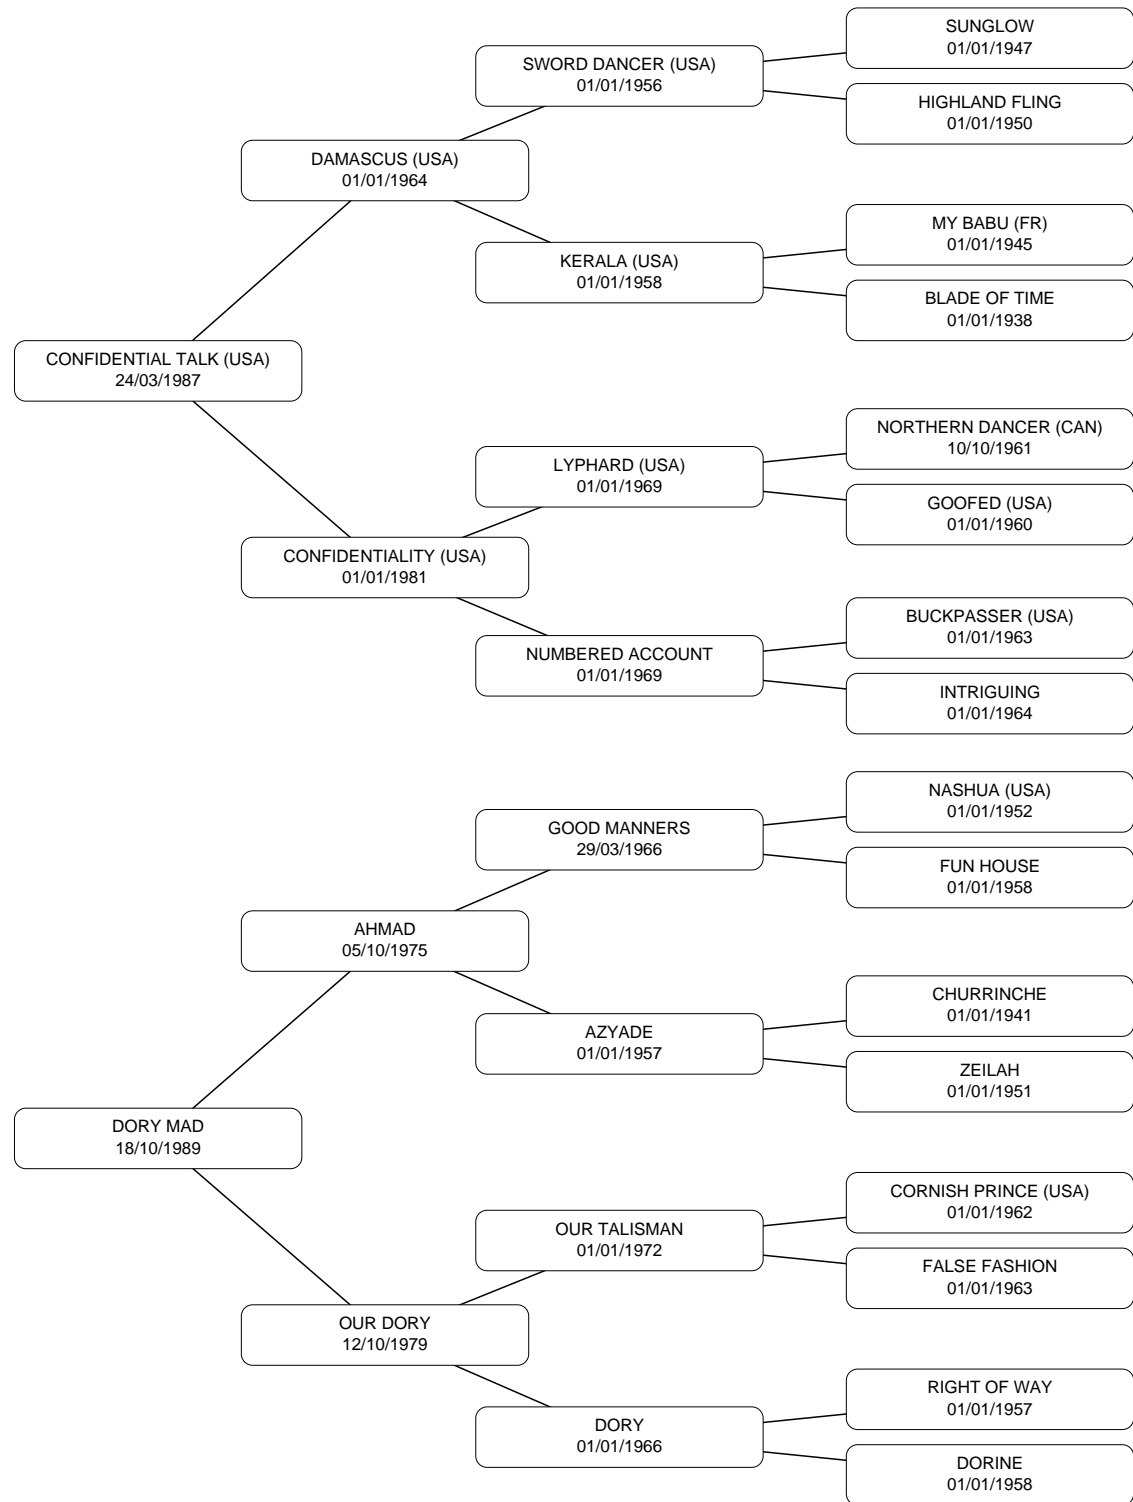 SUNGLOW
01/01/1947
SWORD DANCER (USA)
01/01/1956
HIGHLAND FLING
01/01/1950
DAMASCUS (USA)
01/01/1964
MY BABU (FR)
01/01/1945
KERALA (USA)
01/01/1958
BLADE OF TIME
01/01/1938
CONFIDENTIAL TALK (USA)
24/03/1987
NORTHERN DANCER (CAN)
10/10/1961
LYPHARD (USA)
01/01/1969
GOOFED (USA)
01/01/1960
CONFIDENTIALITY (USA)
01/01/1981
BUCKPASSER (USA)
01/01/1963
NUMBERED ACCOUNT
01/01/1969
INTRIGUING
01/01/1964
NASHUA (USA)
01/01/1952
GOOD MANNERS
29/03/1966
FUN HOUSE
01/01/1958
AHMAD
05/10/1975
CHURRINCHE
01/01/1941
AZYADE
01/01/1957
ZEILAH
01/01/1951
DORY MAD
18/10/1989
CORNISH PRINCE (USA)
01/01/1962
OUR TALISMAN
01/01/1972
FALSE FASHION
01/01/1963
OUR DORY
12/10/1979
RIGHT OF WAY
01/01/1957
DORY
01/01/1966
DORINE
01/01/1958